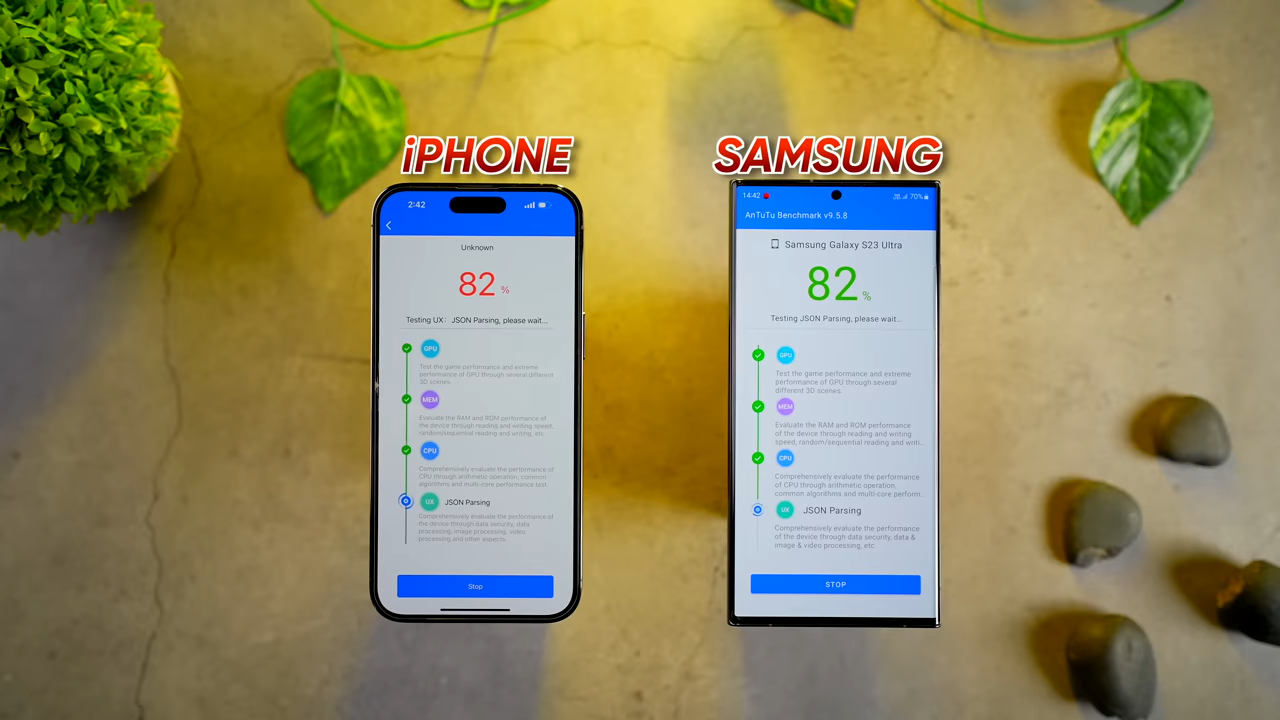 iPHONE
2:42
Unknown
82 %
Testing UX: JSON Parsing, please wait...
GPU
Test the game performance and extreme
performance of GPU through several different
3D scenes.
MEM
Evaluate the RAM and ROM performance of
the device through reading and writing speed,
random/sequential reading and writing, etc.
CPU
Comprehensively evaluate the performance of
CPU through arithmetic operation, common
algorithms and multi-core performance test.
UX JSON Parsing
Comprehensively evaluate the performance of
the device through data security, data
processing, image processing, video
processing and other aspects.
Stop
SAMSUNG
14:42 70%
AnTuTu Benchmark v9.5.8
Samsung Galaxy S23 Ultra
82 %
Testing JSON Parsing, please wait...
GPU
Test the game performance and extreme
performance of GPU through several
different 3D scenes.
MEM
Evaluate the RAM and ROM performance
of the device through reading and writing
speed, random/sequential reading and writi...
CPU
Comprehensively evaluate the performance
of CPU through arithmetic operation,
common algorithms and multi-core perform...
UX JSON Parsing
Comprehensively evaluate the performance
of the device through data security, data &
image & video processing, etc.
STOP